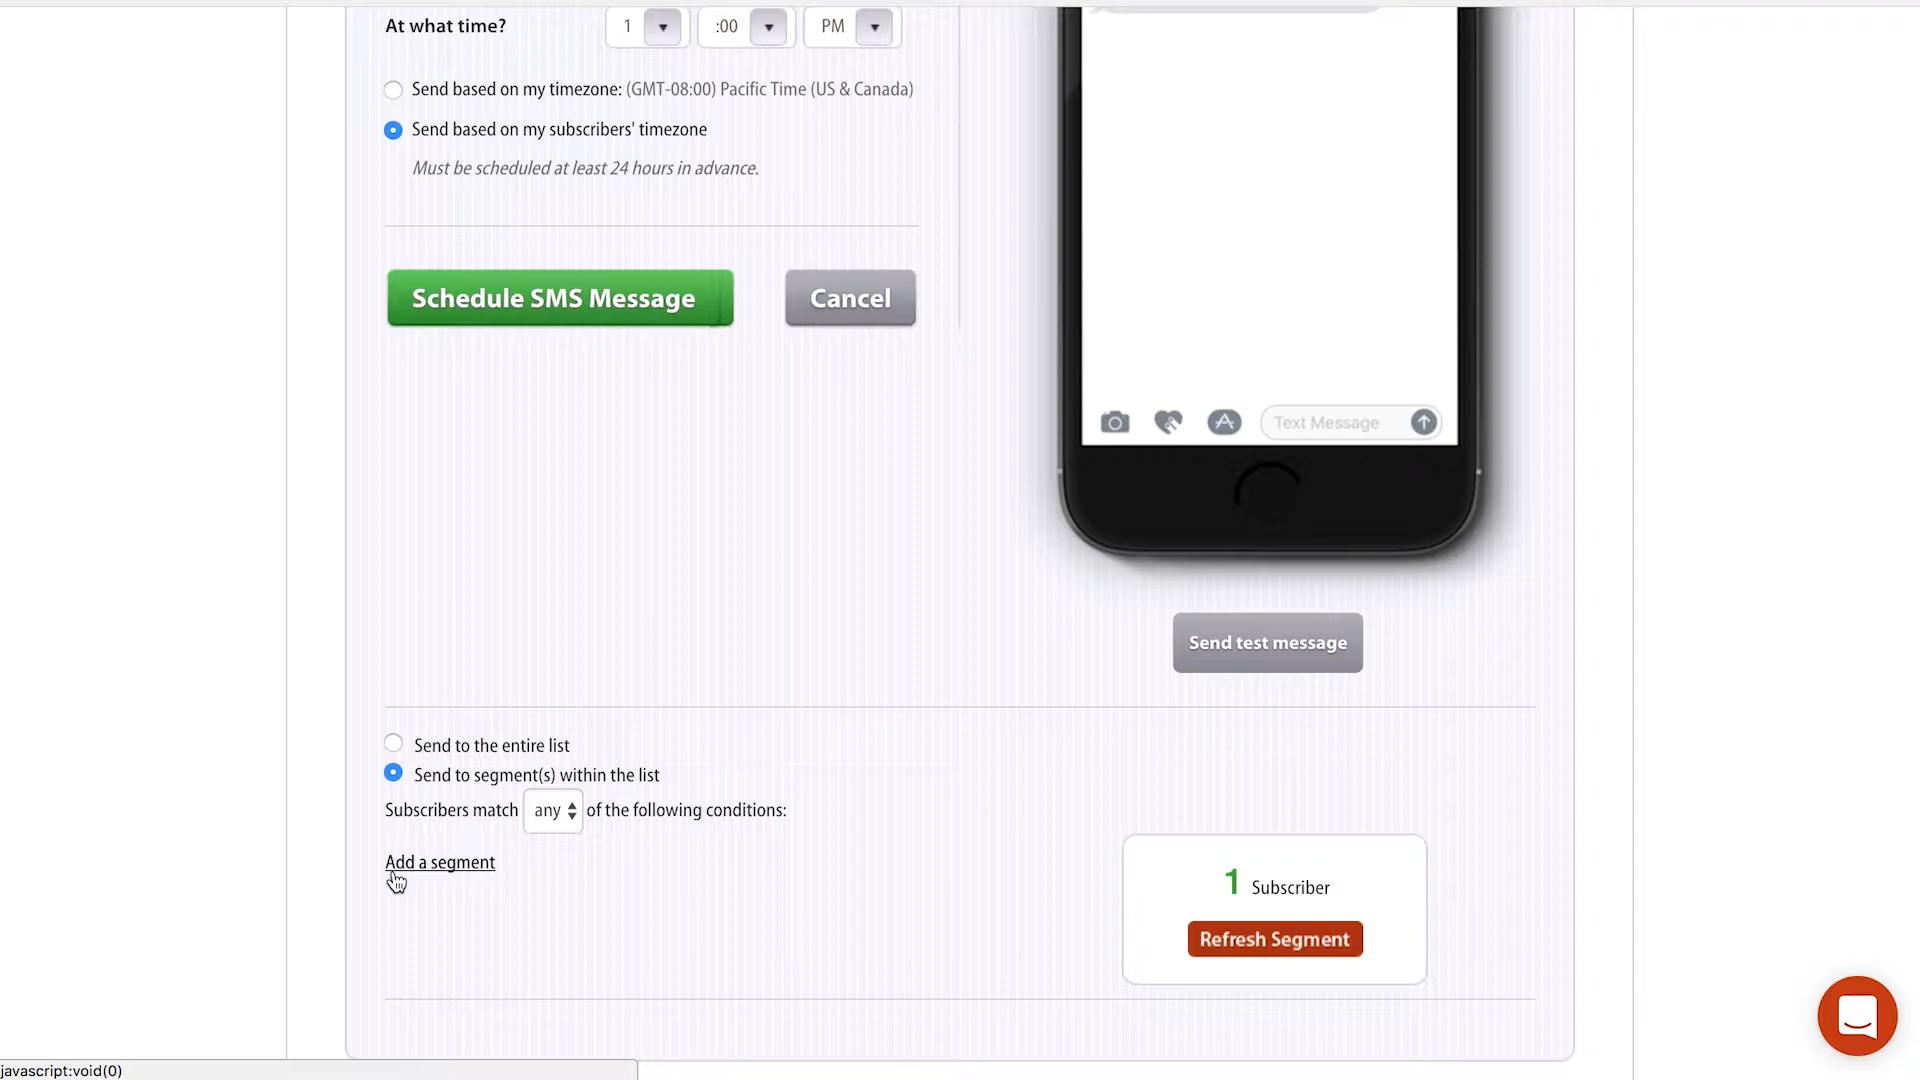 At what time? 1 :00 PM
Send based on my timezone: (GMT-08:00) Pacific Time (US & Canada)
Send based on my subscribers' timezone
Must be scheduled at least 24 hours in advance.
Schedule SMS Message Cancel
Text Message
Send test message
Send to the entire list
Send to segment(s) within the list
Subscribers match any of the following conditions:
Add a segment
1 Subscriber
Refresh Segment
javascript:void(0)